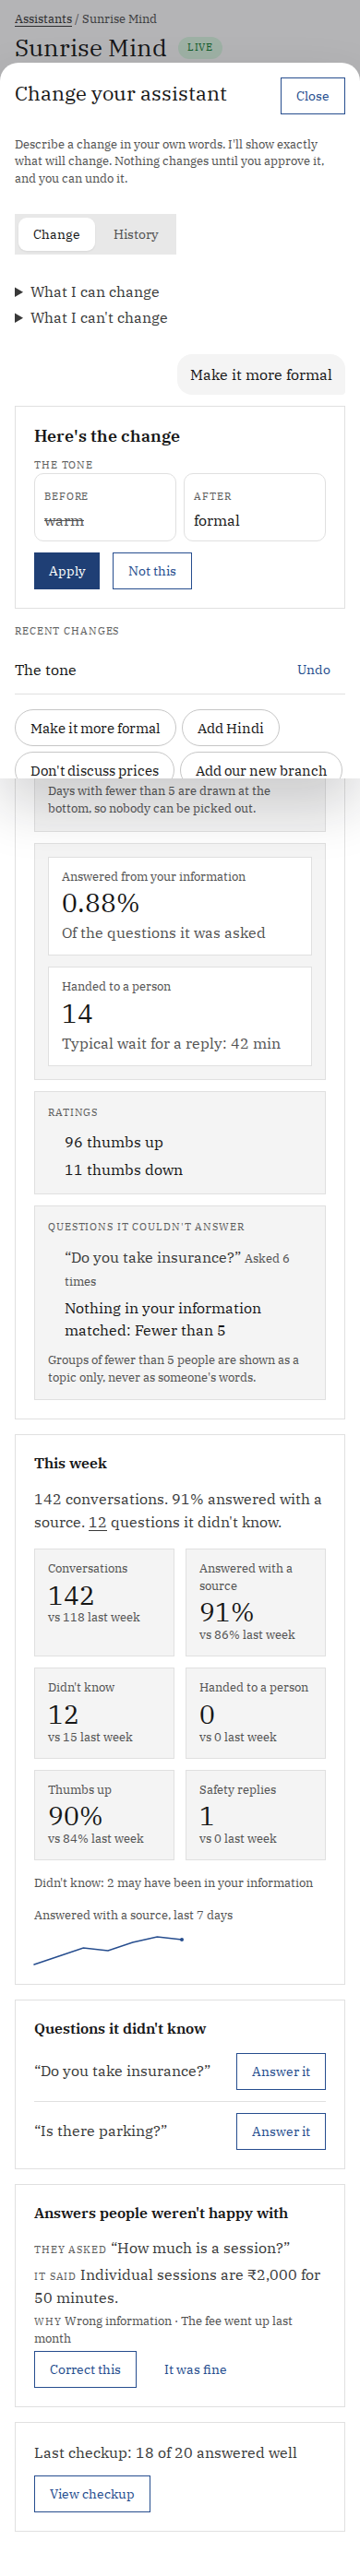 Assistants / Sunrise Mind
Sunrise Mind LIVE
Change your assistant
Close
Describe a change in your own words. I'll show exactly
what will change. Nothing changes until you approve it,
and you can undo it.
Change
History
What I can change
What I can't change
Make it more formal
Here's the change
THE TONE
BEFORE
warm
AFTER
formal
Apply
Not this
RECENT CHANGES
The tone
Undo
Make it more formal
Add Hindi
Don't discuss prices
Add our new branch
Days with fewer than 5 are drawn at the
bottom, so nobody can be picked out.
Answered from your information
0.88%
Of the questions it was asked
Handed to a person
14
Typical wait for a reply: 42 min
RATINGS
96 thumbs up
11 thumbs down
QUESTIONS IT COULDN'T ANSWER
“Do you take insurance?” Asked 6
times
Nothing in your information
matched: Fewer than 5
Groups of fewer than 5 people are shown as a
topic only, never as someone's words.
This week
142 conversations. 91% answered with a
source. 12 questions it didn't know.
Conversations
142
vs 118 last week
Answered with a
source
91%
vs 86% last week
Didn't know
12
vs 15 last week
Handed to a person
0
vs 0 last week
Thumbs up
90%
vs 84% last week
Safety replies
1
vs 0 last week
Didn't know: 2 may have been in your information
Answered with a source, last 7 days
Questions it didn't know
“Do you take insurance?”
Answer it
“Is there parking?”
Answer it
Answers people weren't happy with
THEY ASKED “How much is a session?”
IT SAID Individual sessions are ₹2,000 for
50 minutes.
WHY Wrong information · The fee went up last
month
Correct this
It was fine
Last checkup: 18 of 20 answered well
View checkup